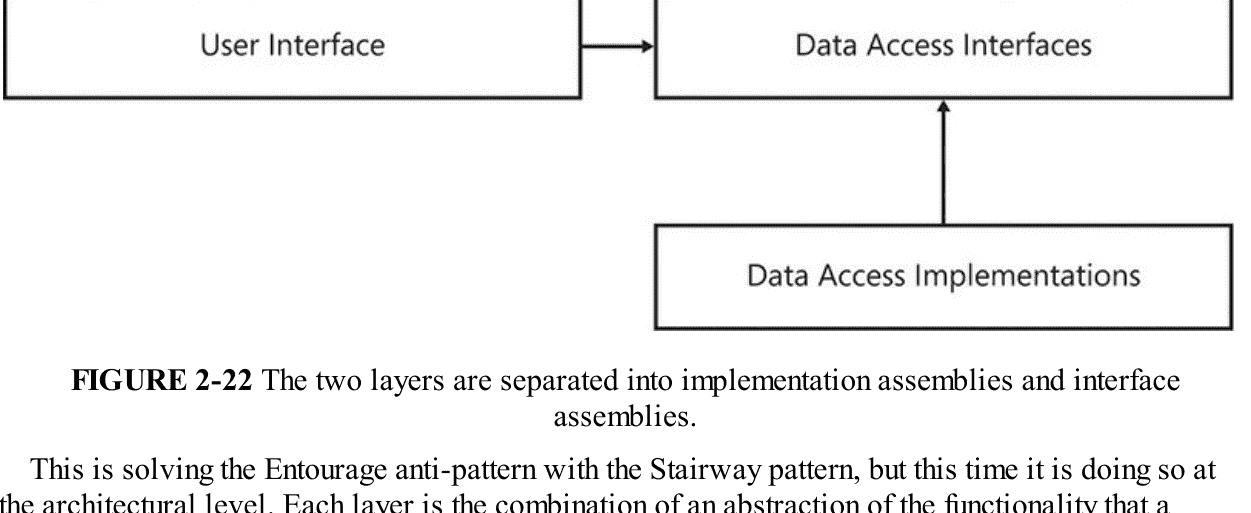 User Interface
Data Access Interfaces
Data Access Implementations
FIGURE 2-22 The two layers are separated into implementation assemblies and interface
assemblies.
This is solving the Entourage anti-pattern with the Stairway pattern, but this time it is doing so at
the architectural level. Each layer is the combination of an abstraction of the functionality that a